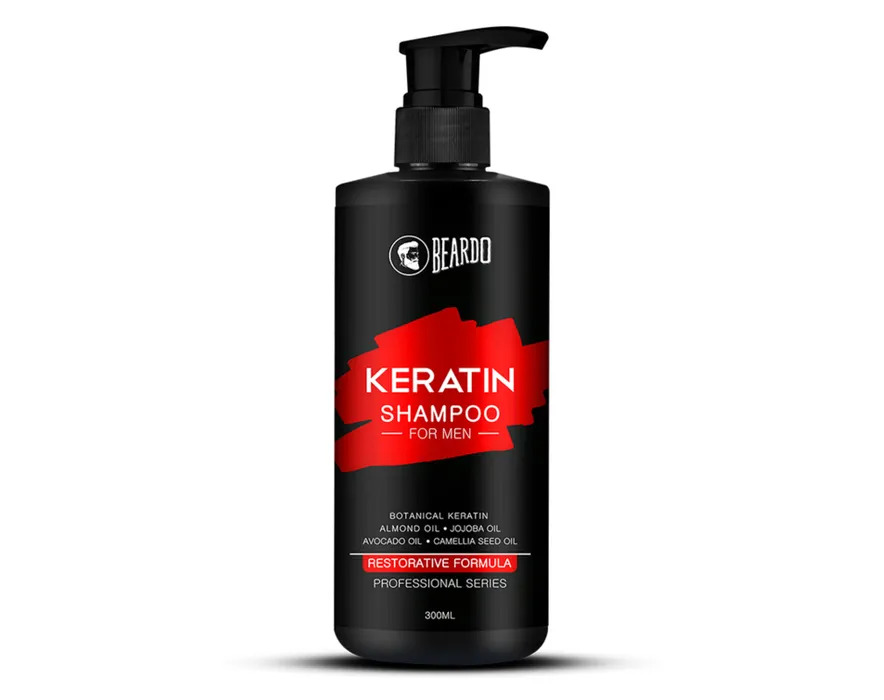 BEARDO
KERATIN
SHAMPOO
FOR MEN
BOTANICAL KERATIN
ALMOND OIL • JOJOBA OIL
AVOCADO OIL • CAMELLIA SEED OIL
RESTORATIVE FORMULA
PROFESSIONAL SERIES
300ML